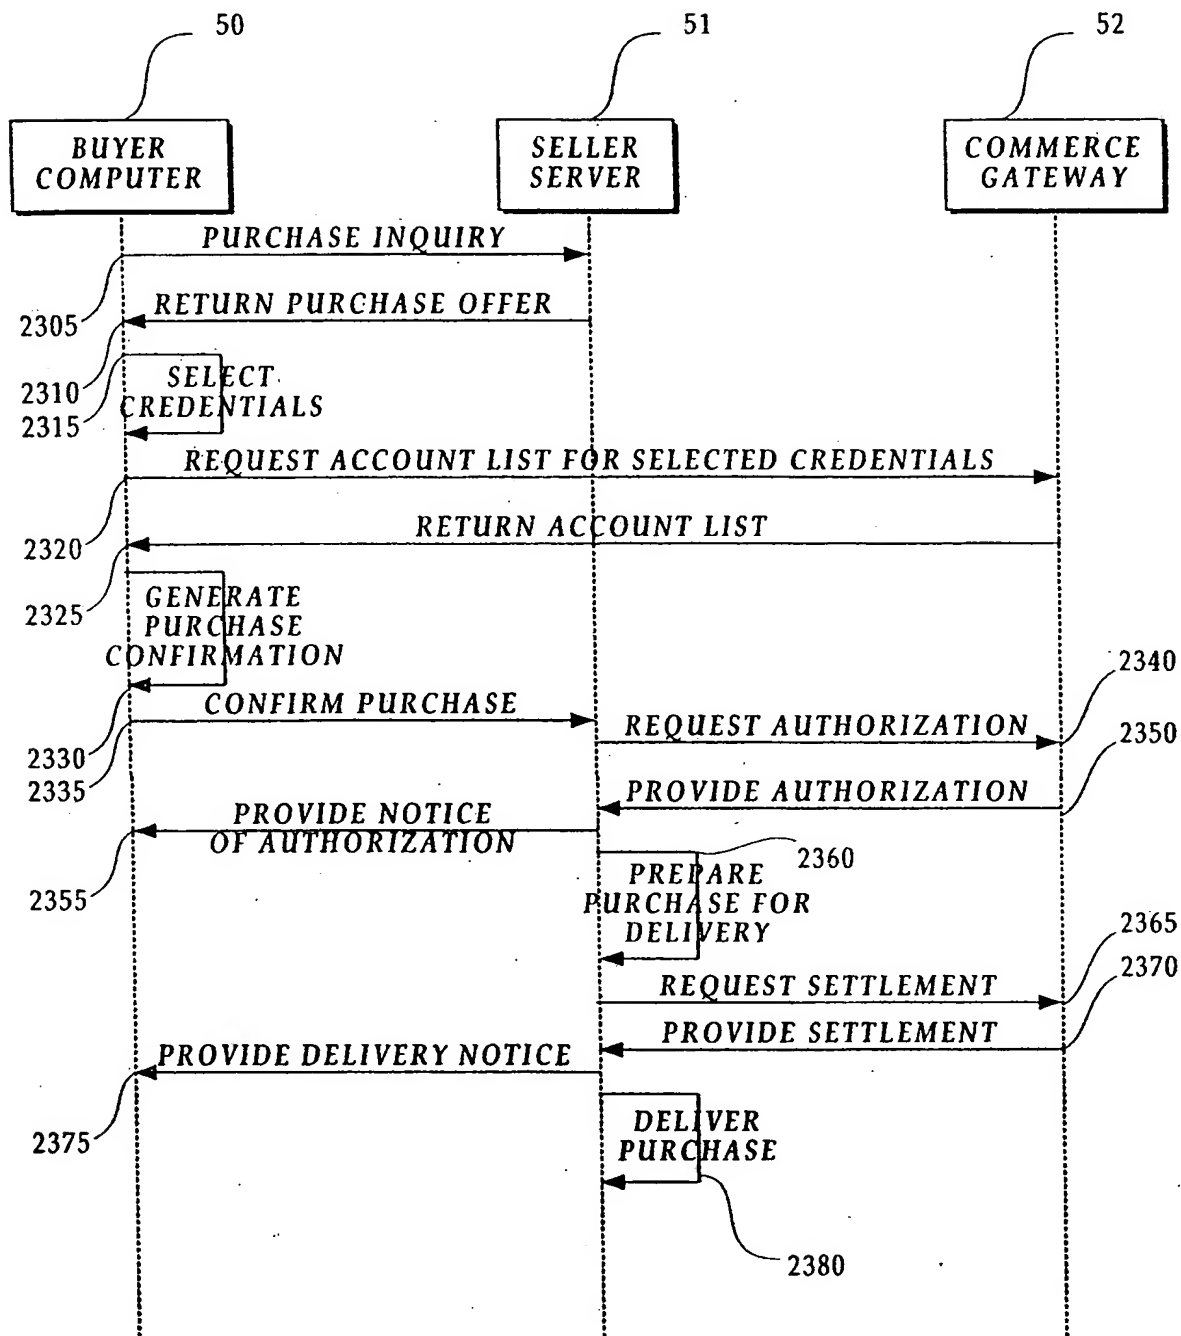 50
51
52
BUYER
COMPUTER
SELLER
SERVER
COMMERCE
GATEWAY
PURCHASE INQUIRY
2305
RETURN PURCHASE OFFER
2310
SELECT
CREDENTIALS
2315
REQUEST ACCOUNT LIST FOR SELECTED CREDENTIALS
2320
RETURN ACCOUNT LIST
2325
GENERATE
PURCHASE
CONFIRMATION
2330
CONFIRM PURCHASE
2335
REQUEST AUTHORIZATION
2340
PROVIDE AUTHORIZATION
2350
PROVIDE NOTICE
OF AUTHORIZATION
2355
PREPARE
PURCHASE FOR
DELIVERY
2360
REQUEST SETTLEMENT
2365
PROVIDE SETTLEMENT
2370
PROVIDE DELIVERY NOTICE
2375
DELIVER
PURCHASE
2380